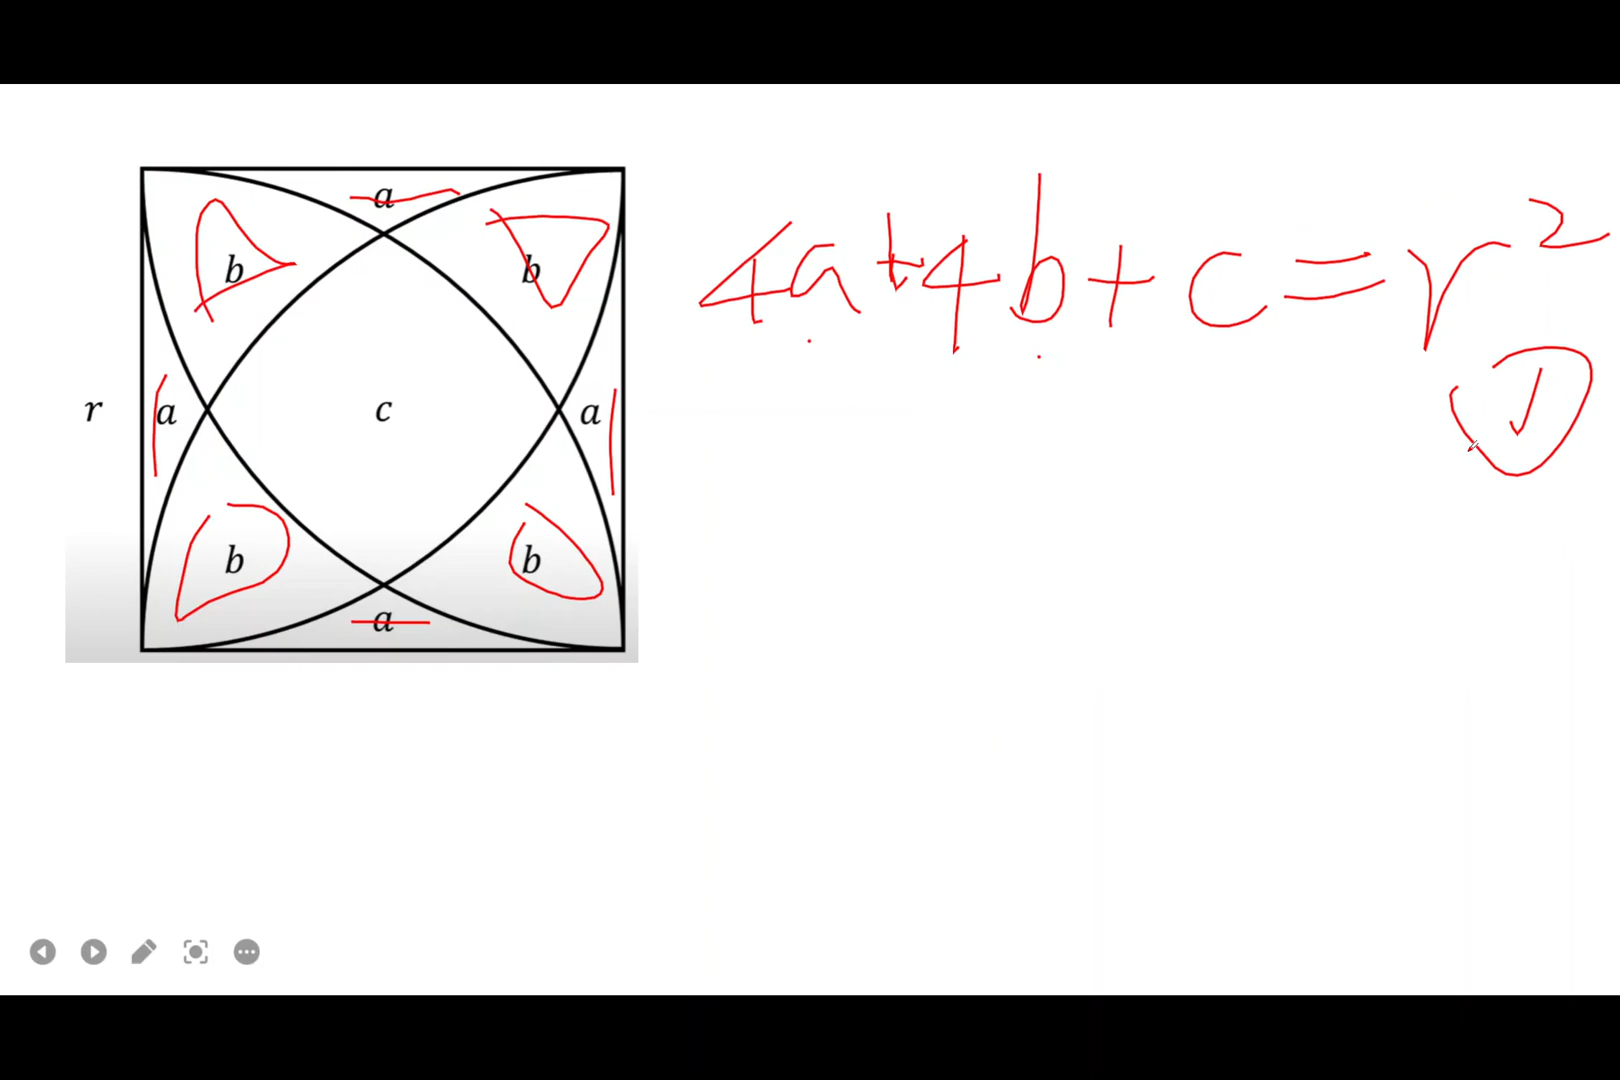 a
b b
r a c a
b b
a
4a+4b+c=r²
①